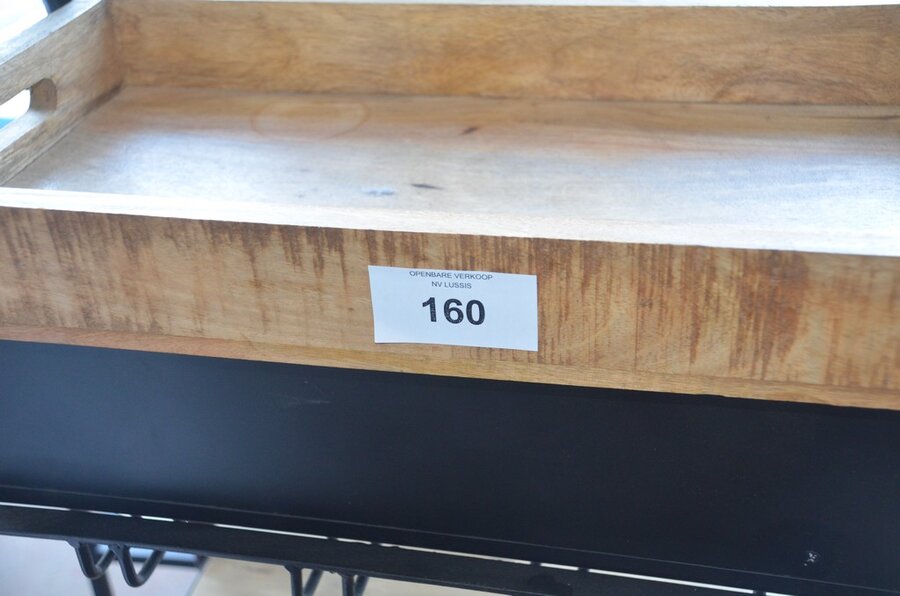 OPENBARE VERKOOP
NV LUSSIS
160